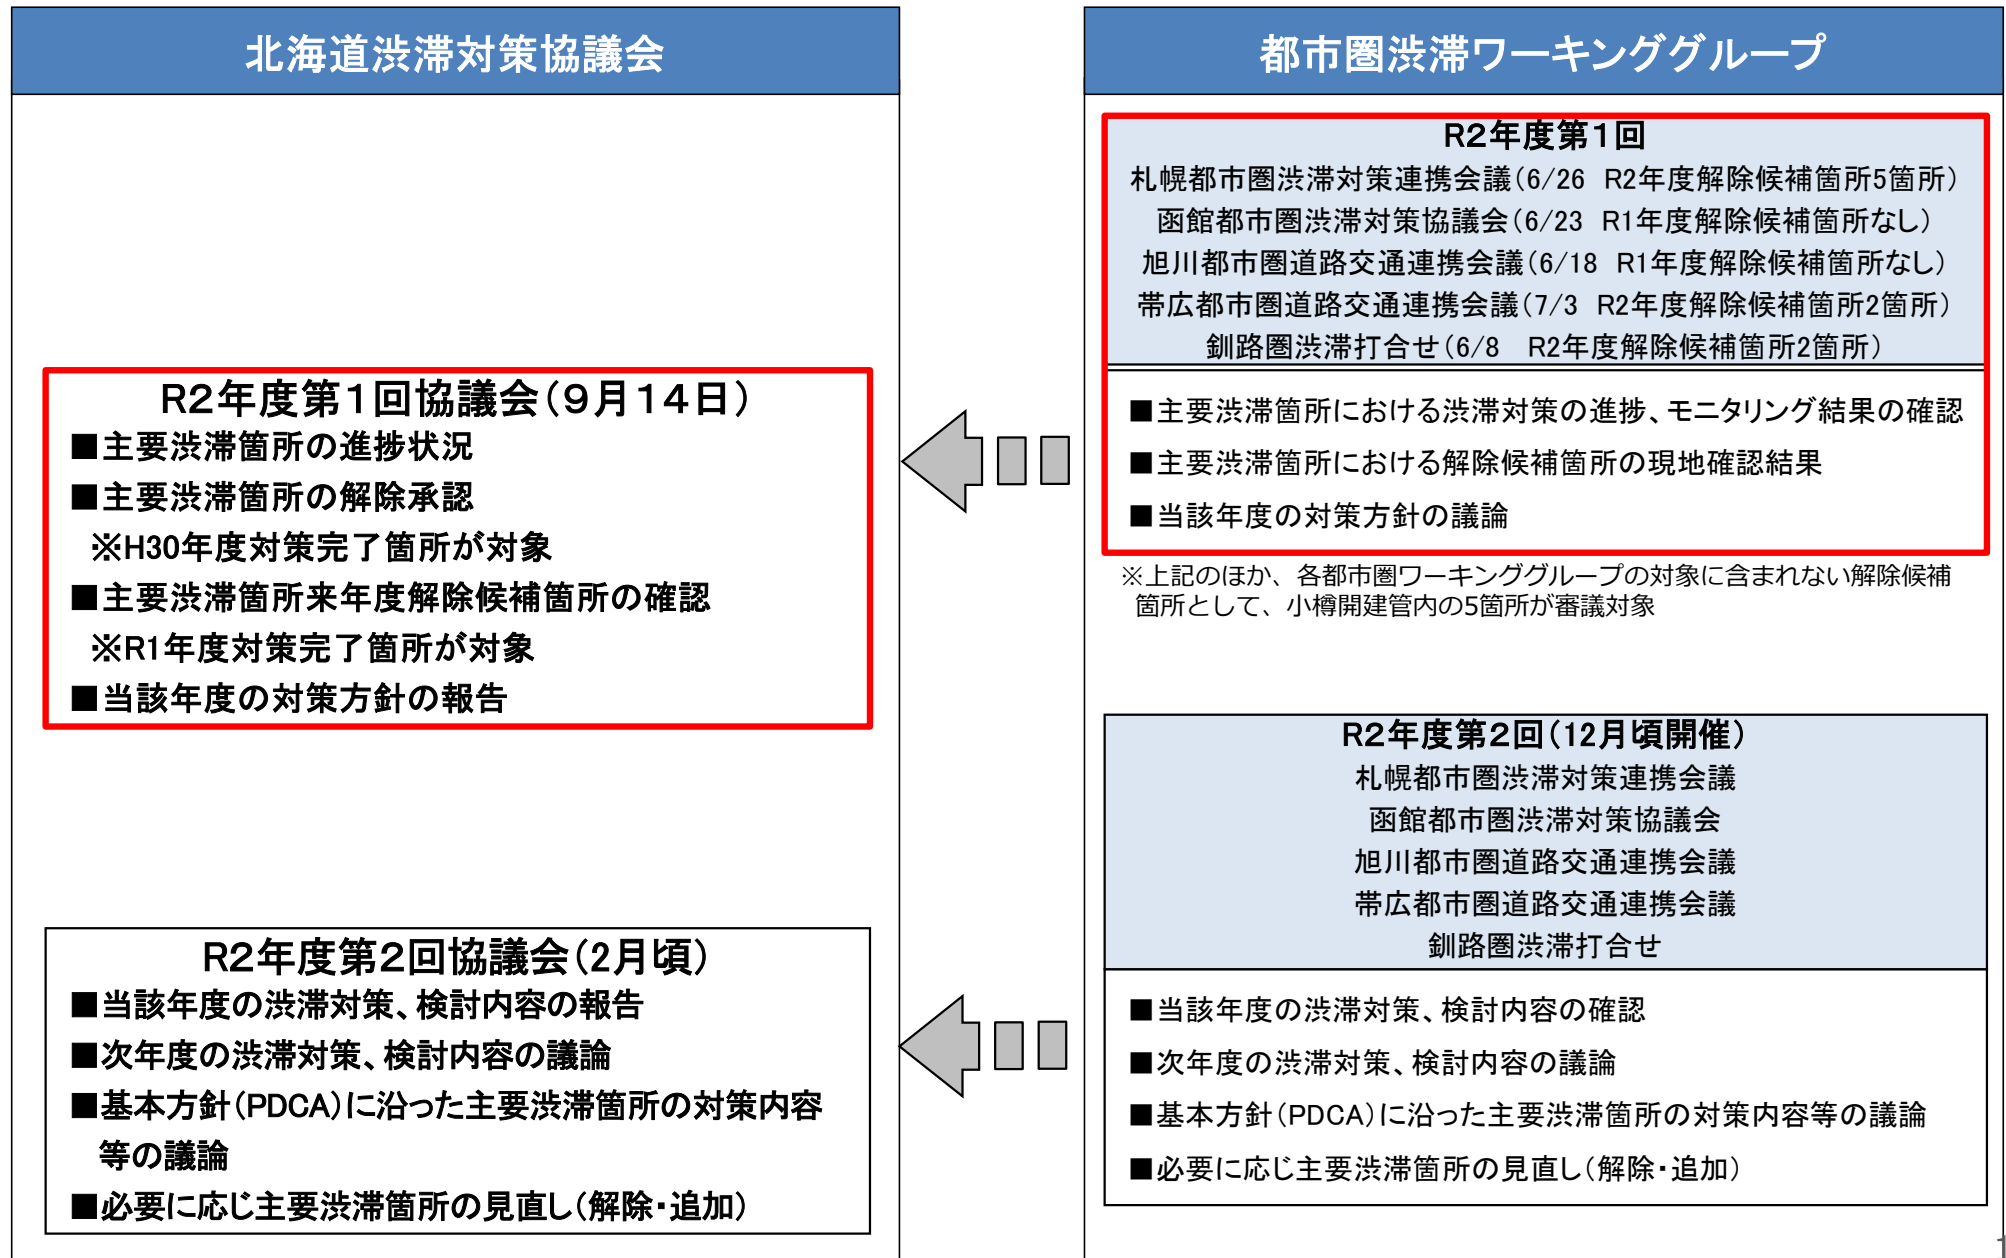 北海道渋滞対策協議会
R2年度第1回協議会(9月14日)
■主要渋滞箇所の進捗状況
■主要渋滞箇所の解除承認
※H30年度対策完了箇所が対象
■主要渋滞箇所来年度解除候補箇所の確認
※R1年度対策完了箇所が対象
■当該年度の対策方針の報告
R2年度第2回協議会(2月頃)
■当該年度の渋滞対策、検討内容の報告
■次年度の渋滞対策、検討内容の議論
■基本方針(PDCA)に沿った主要渋滞箇所の対策内容
等の議論
■必要に応じ主要渋滞箇所の見直し(解除・追加)
都市圏渋滞ワーキンググループ
R2年度第1回
札幌都市圏渋滞対策連携会議(6/26 R2年度解除候補箇所5箇所)
函館都市圏渋滞対策協議会(6/23 R1年度解除候補箇所なし)
旭川都市圏道路交通連携会議(6/18 R1年度解除候補箇所なし)
帯広都市圏道路交通連携会議(7/3 R2年度解除候補箇所2箇所)
釧路圏渋滞打合せ(6/8 R2年度解除候補箇所2箇所)
■主要渋滞箇所における渋滞対策の進捗、モニタリング結果の確認
■主要渋滞箇所における解除候補箇所の現地確認結果
■当該年度の対策方針の議論
※上記のほか、各都市圏ワーキンググループの対象に含まれない解除候補
箇所として、小樽開建管内の5箇所が審議対象
R2年度第2回(12月頃開催)
札幌都市圏渋滞対策連携会議
函館都市圏渋滞対策協議会
旭川都市圏道路交通連携会議
帯広都市圏道路交通連携会議
釧路圏渋滞打合せ
■当該年度の渋滞対策、検討内容の確認
■次年度の渋滞対策、検討内容の議論
■基本方針(PDCA)に沿った主要渋滞箇所の対策内容等の議論
■必要に応じ主要渋滞箇所の見直し(解除・追加)